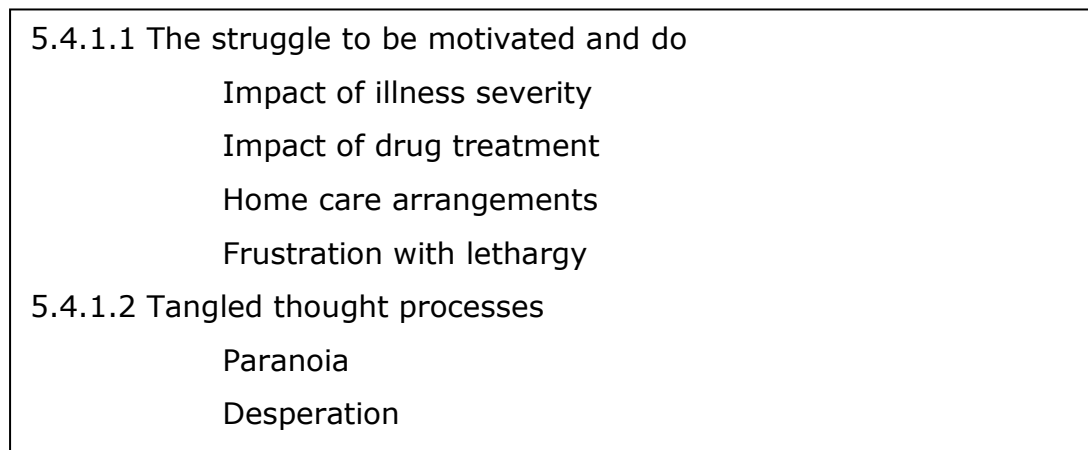 5.4.1.1 The struggle to be motivated and do
Impact of illness severity
Impact of drug treatment
Home care arrangements
Frustration with lethargy
5.4.1.2 Tangled thought processes
Paranoia
Desperation